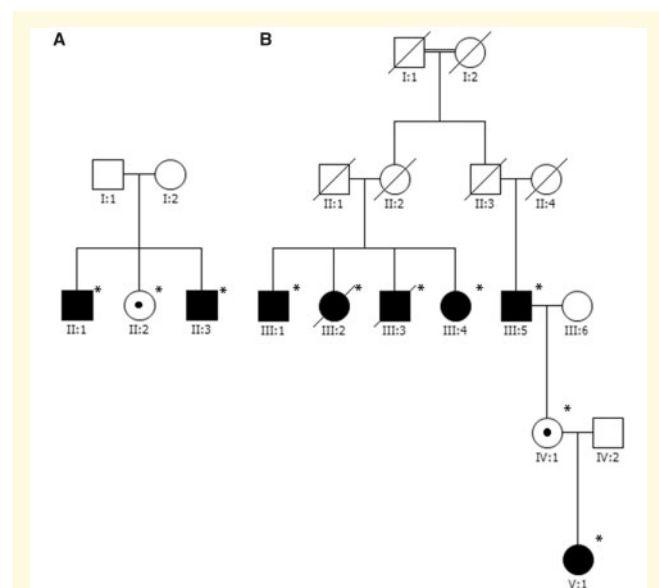 A B
I:1 I:2
I:1 I:2
II:1 II:2 II:3 II:4
* * * * * * * *
II:1 II:2 II:3 III:1 III:2 III:3 III:4 III:5 III:6
*
IV:1 IV:2
*
V:1